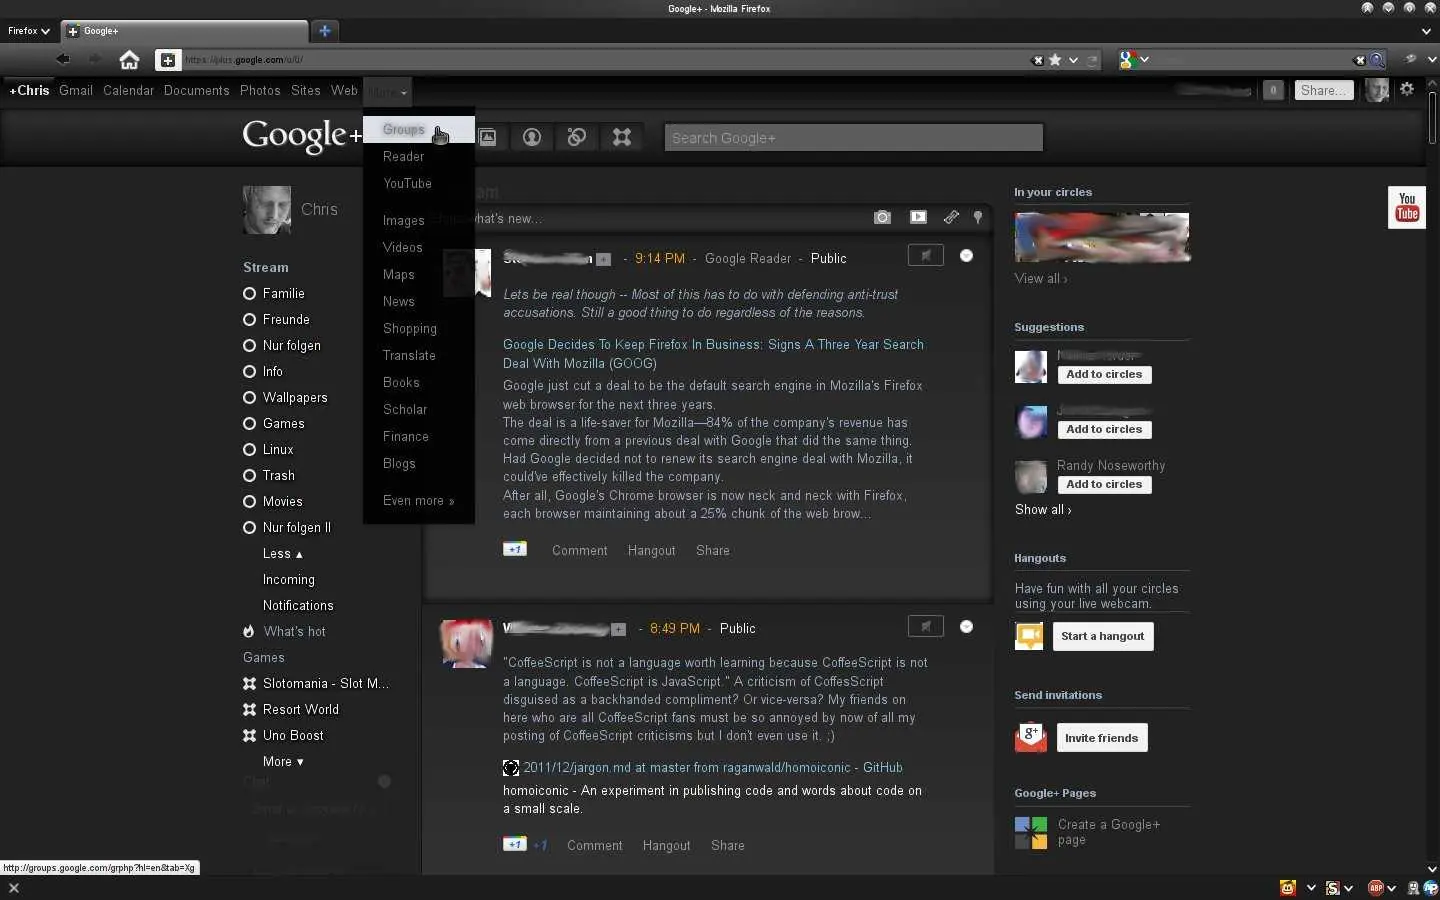 Google+ - Mozilla Firefox
Firefox
Google+
https://plus.google.com/u/0/
+Chris Gmail Calendar Documents Photos Sites Web More
0
Share...
Google+
Search Google+
Groups
Reader
YouTube
Images
Videos
Maps
News
Shopping
Translate
Books
Scholar
Finance
Blogs
Even more »
Chris
Stream
Familie
Freunde
Nur folgen
Info
Wallpapers
Games
Linux
Trash
Movies
Nur folgen II
Less ▴
Incoming
Notifications
What's hot
Games
Slotomania - Slot M...
Resort World
Uno Boost
More ▾
Chat
what's new...
- 9:14 PM - Google Reader - Public
Lets be real though -- Most of this has to do with defending anti-trust
accusations. Still a good thing to do regardless of the reasons.
Google Decides To Keep Firefox In Business: Signs A Three Year Search
Deal With Mozilla (GOOG)
Google just cut a deal to be the default search engine in Mozilla's Firefox
web browser for the next three years.
The deal is a life-saver for Mozilla—84% of the company's revenue has
come directly from a previous deal with Google that did the same thing.
Had Google decided not to renew its search engine deal with Mozilla, it
could've effectively killed the company.
After all, Google's Chrome browser is now neck and neck with Firefox,
each browser maintaining about a 25% chunk of the web brow...
+1 Comment Hangout Share
- 8:49 PM - Public
"CoffeeScript is not a language worth learning because CoffeeScript is not
a language. CoffeeScript is JavaScript." A criticism of CoffesScript
disguised as a backhanded compliment? Or vice-versa? My friends on
here who are all CoffeeScript fans must be so annoyed by now of all my
posting of CoffeeScript criticisms but I don't even use it. ;)
2011/12/jargon.md at master from raganwald/homoiconic - GitHub
homoiconic - An experiment in publishing code and words about code on
a small scale.
+1 +1 Comment Hangout Share
In your circles
View all ›
Suggestions
Add to circles
Add to circles
Randy Noseworthy
Add to circles
Show all ›
Hangouts
Have fun with all your circles
using your live webcam.
Start a hangout
Send invitations
g+
Invite friends
Google+ Pages
Create a Google+
page
You
Tube
http://groups.google.com/grphp?hl=en&tab=Xg
ABP